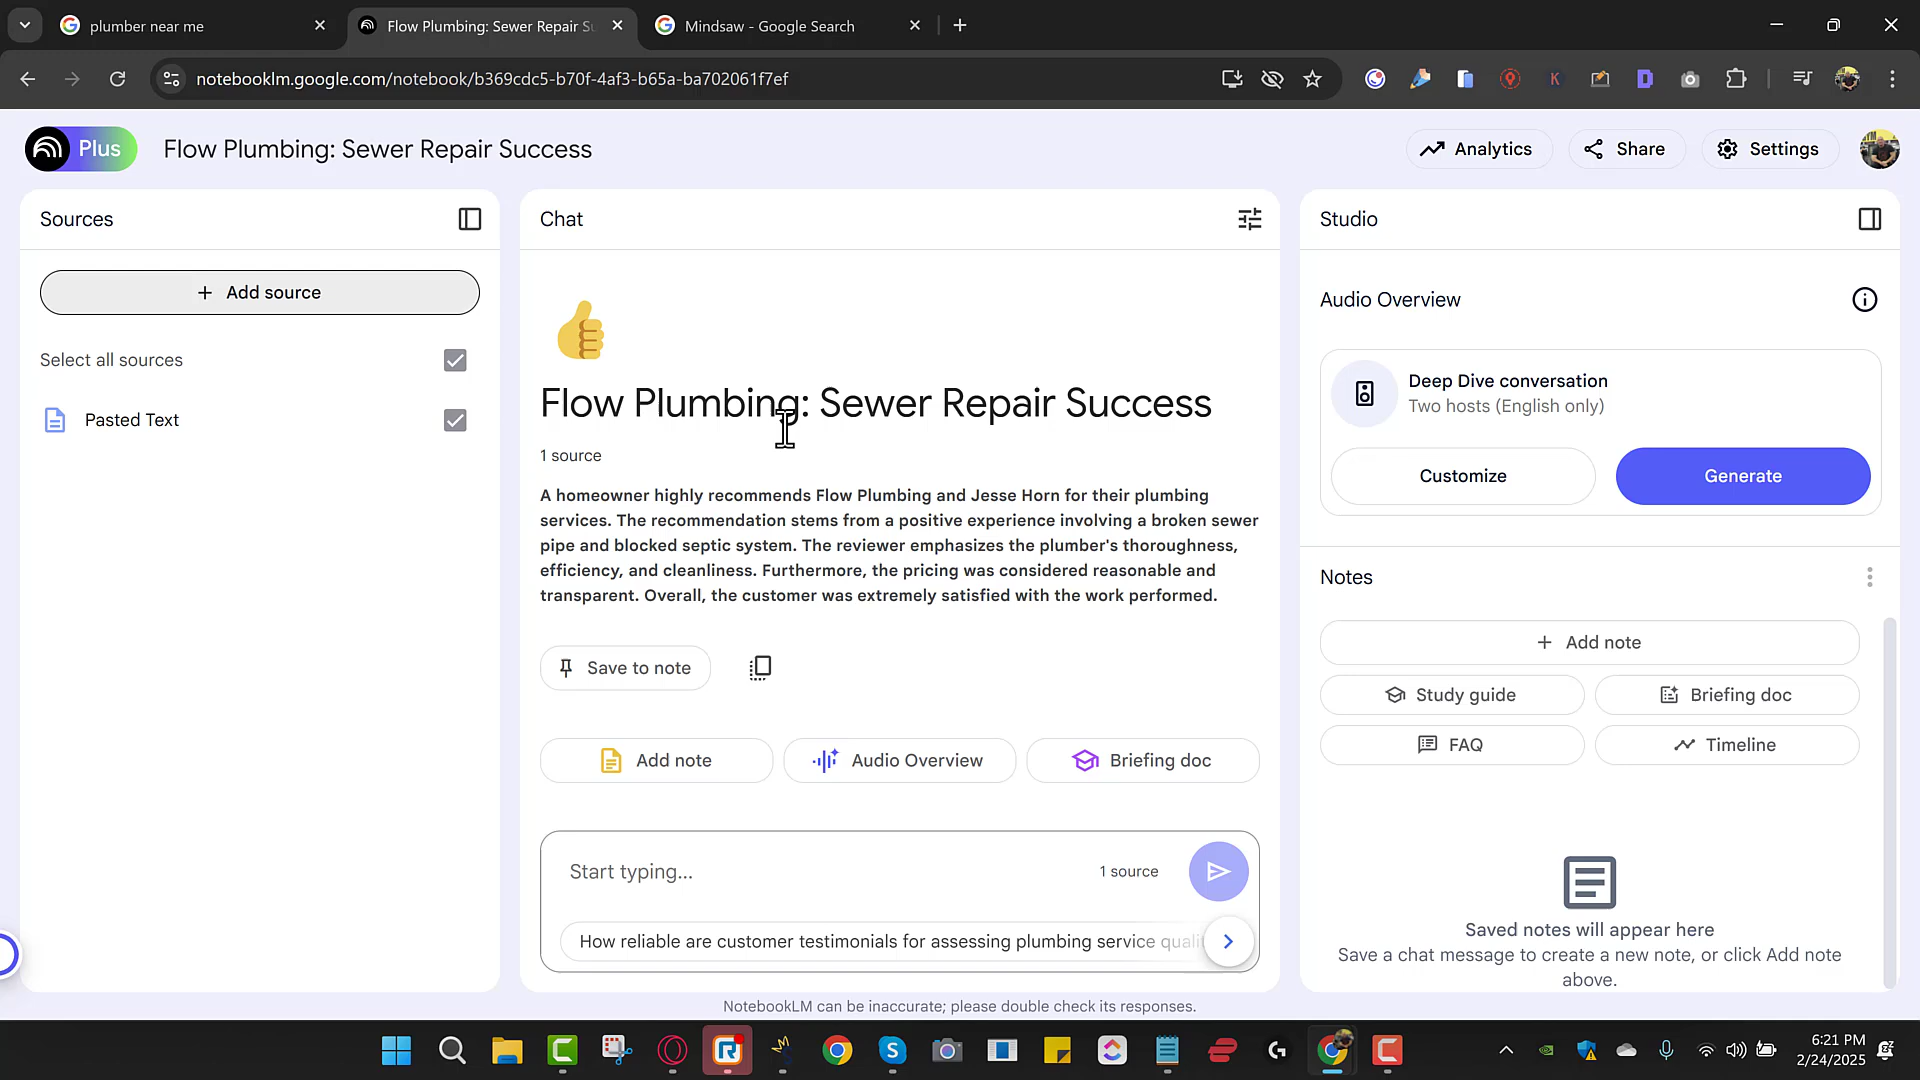 plumber near me
Flow Plumbing: Sewer Repair Su
Mindsaw - Google Search
notebooklm.google.com/notebook/b369cdc5-b70f-4af3-b65a-ba702061f7ef
Plus
Flow Plumbing: Sewer Repair Success
Analytics
Share
Settings
Sources
+ Add source
Select all sources
Pasted Text
Chat
Flow Plumbing: Sewer Repair Success
1 source
A homeowner highly recommends Flow Plumbing and Jesse Horn for their plumbing
services. The recommendation stems from a positive experience involving a broken sewer
pipe and blocked septic system. The reviewer emphasizes the plumber's thoroughness,
efficiency, and cleanliness. Furthermore, the pricing was considered reasonable and
transparent. Overall, the customer was extremely satisfied with the work performed.
Save to note
Add note
Audio Overview
Briefing doc
Start typing...
1 source
How reliable are customer testimonials for assessing plumbing service quali
NotebookLM can be inaccurate; please double check its responses.
Studio
Audio Overview
Deep Dive conversation
Two hosts (English only)
Customize
Generate
Notes
+ Add note
Study guide
Briefing doc
FAQ
Timeline
Saved notes will appear here
Save a chat message to create a new note, or click Add note
above.
6:21 PM
2/24/2025